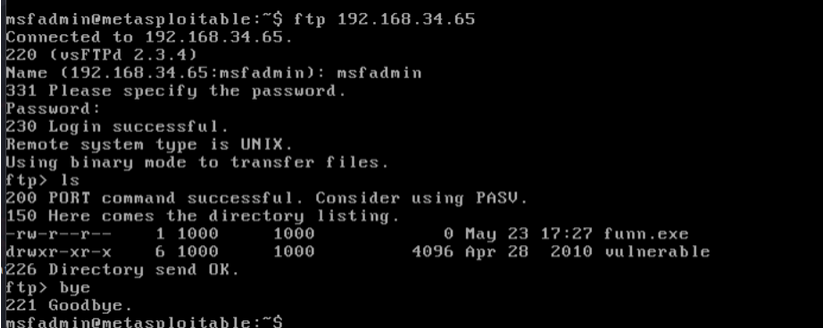 msfadmin@metasploitable:~$ ftp 192.168.34.65
Connected to 192.168.34.65.
220 (vsFTPd 2.3.4)
Name (192.168.34.65:msfadmin): msfadmin
331 Please specify the password.
Password:
230 Login successful.
Remote system type is UNIX.
Using binary mode to transfer files.
ftp> ls
200 PORT command successful. Consider using PASV.
150 Here comes the directory listing.
-rw-r--r--    1 1000     1000            0 May 23 17:27 funn.exe
drwxr-xr-x    6 1000     1000         4096 Apr 28  2010 vulnerable
226 Directory send OK.
ftp> bye
221 Goodbye.
msfadmin@metasploitable:~$